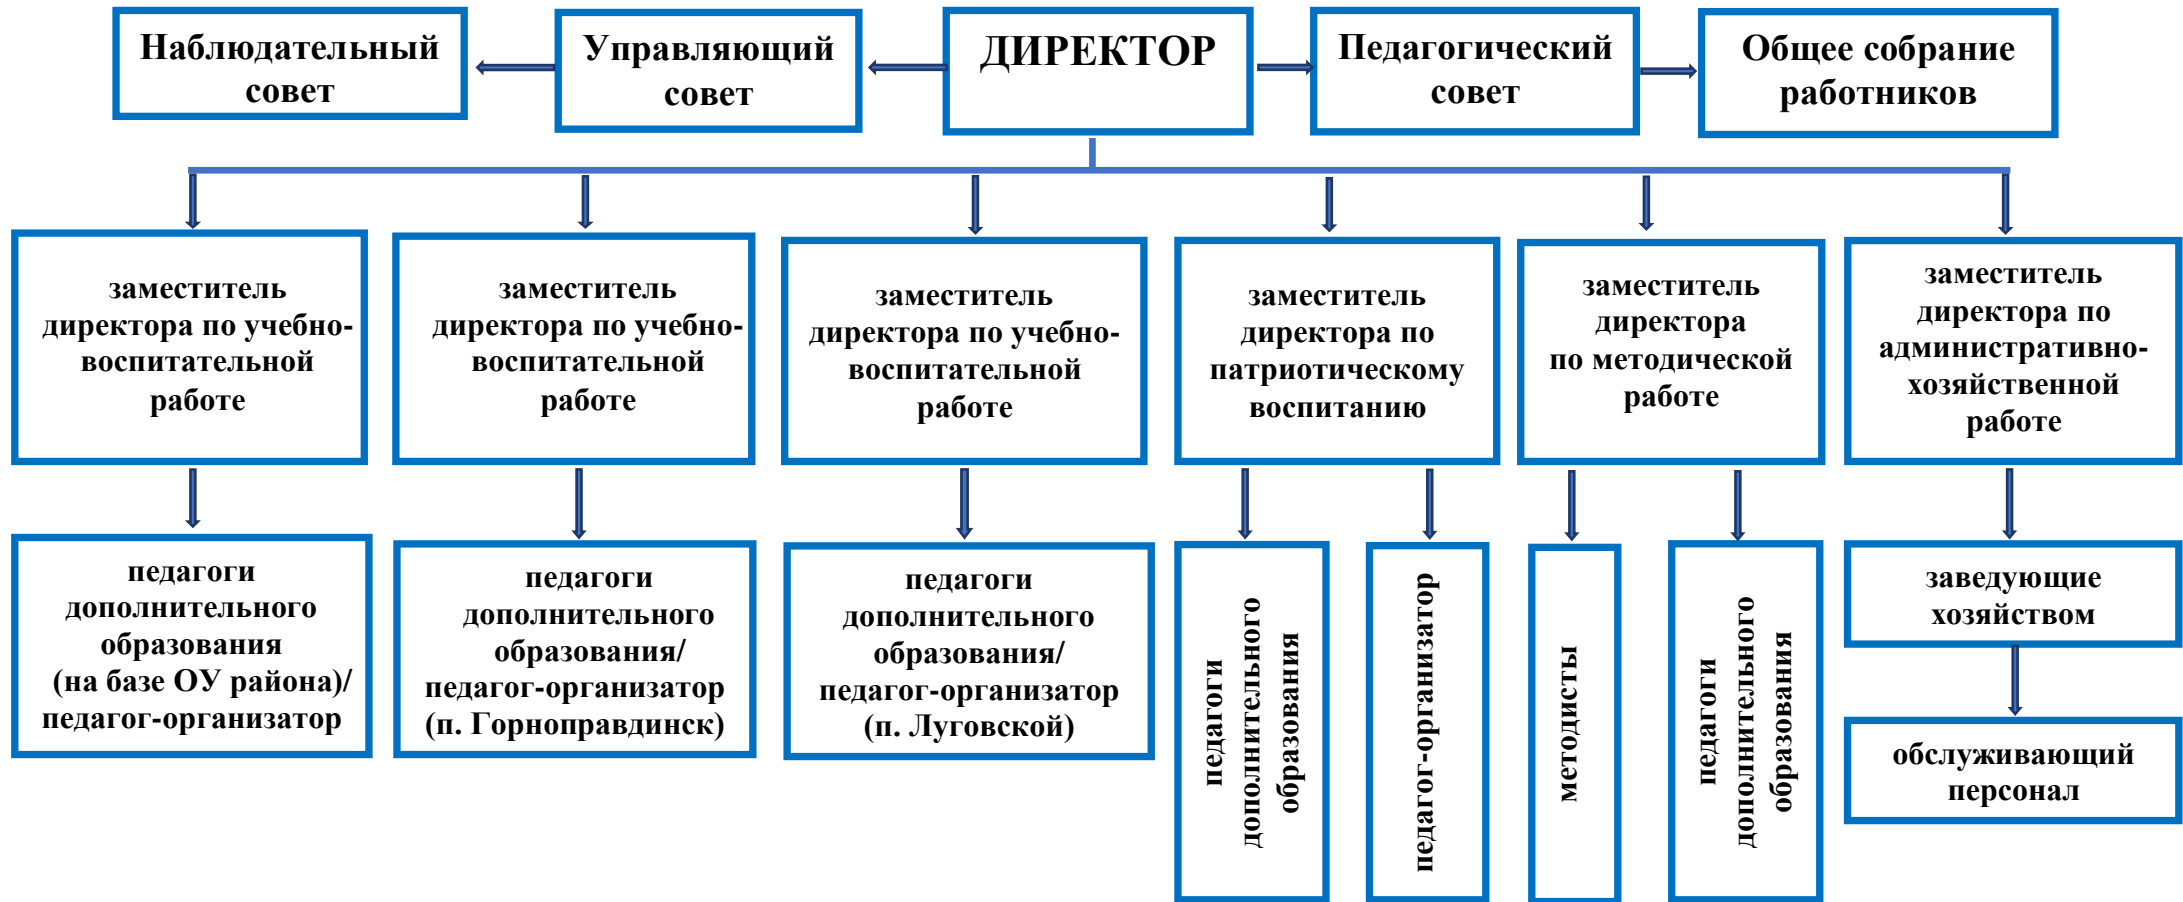 Наблюдательный
совет
Управляющий
совет
ДИРЕКТОР
Педагогический
совет
Общее собрание
работников
заместитель
директора по учебно-
воспитательной
работе
заместитель
директора по учебно-
воспитательной
работе
заместитель
директора по учебно-
воспитательной
работе
заместитель
директора по
патриотическому
воспитанию
заместитель
директора
по методической
работе
заместитель
директора по
административно-
хозяйственной
работе
педагоги
дополнительного
образования
(на базе ОУ района)/
педагог-организатор
педагоги
дополнительного
образования/
педагог-организатор
(п. Горноправдинск)
педагоги
дополнительного
образования/
педагог-организатор
(п. Луговской)
педагоги
дополнительного
образования
педагог-организатор
методисты
педагоги
дополнительного
образования
заведующие
хозяйством
обслуживающий
персонал